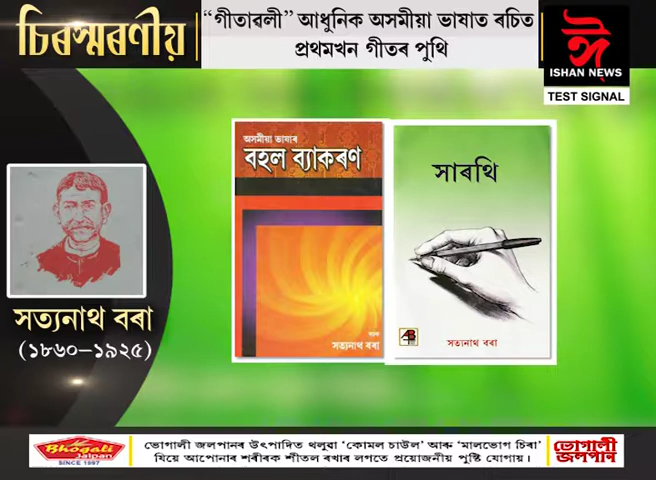 চিৰস্মৰণীয়
“গীতাৱলী” আধুনিক অসমীয়া ভাষাত ৰচিত
প্ৰথমখন গীতৰ পুথি
ঈ
ISHAN NEWS
TEST SIGNAL
অসমীয়া ভাষাৰ
বহল ব্যাকৰণ
সত্যনাথ বৰা
সাৰথি
সত্যনাথ বৰা
সত্যনাথ বৰা
(১৮৬০–১৯২৫)
Bhogali
Jalpan
SINCE 1997
ভোগালী জলপানৰ উৎপাদিত থলুৱা ‘কোমল চাউল’ আৰু ‘মালভোগ চিৰা’
যিয়ে আপোনাৰ শৰীৰক শীতল ৰখাৰ লগতে প্ৰয়োজনীয় পুষ্টি যোগায়।
ভোগালী
জলপান